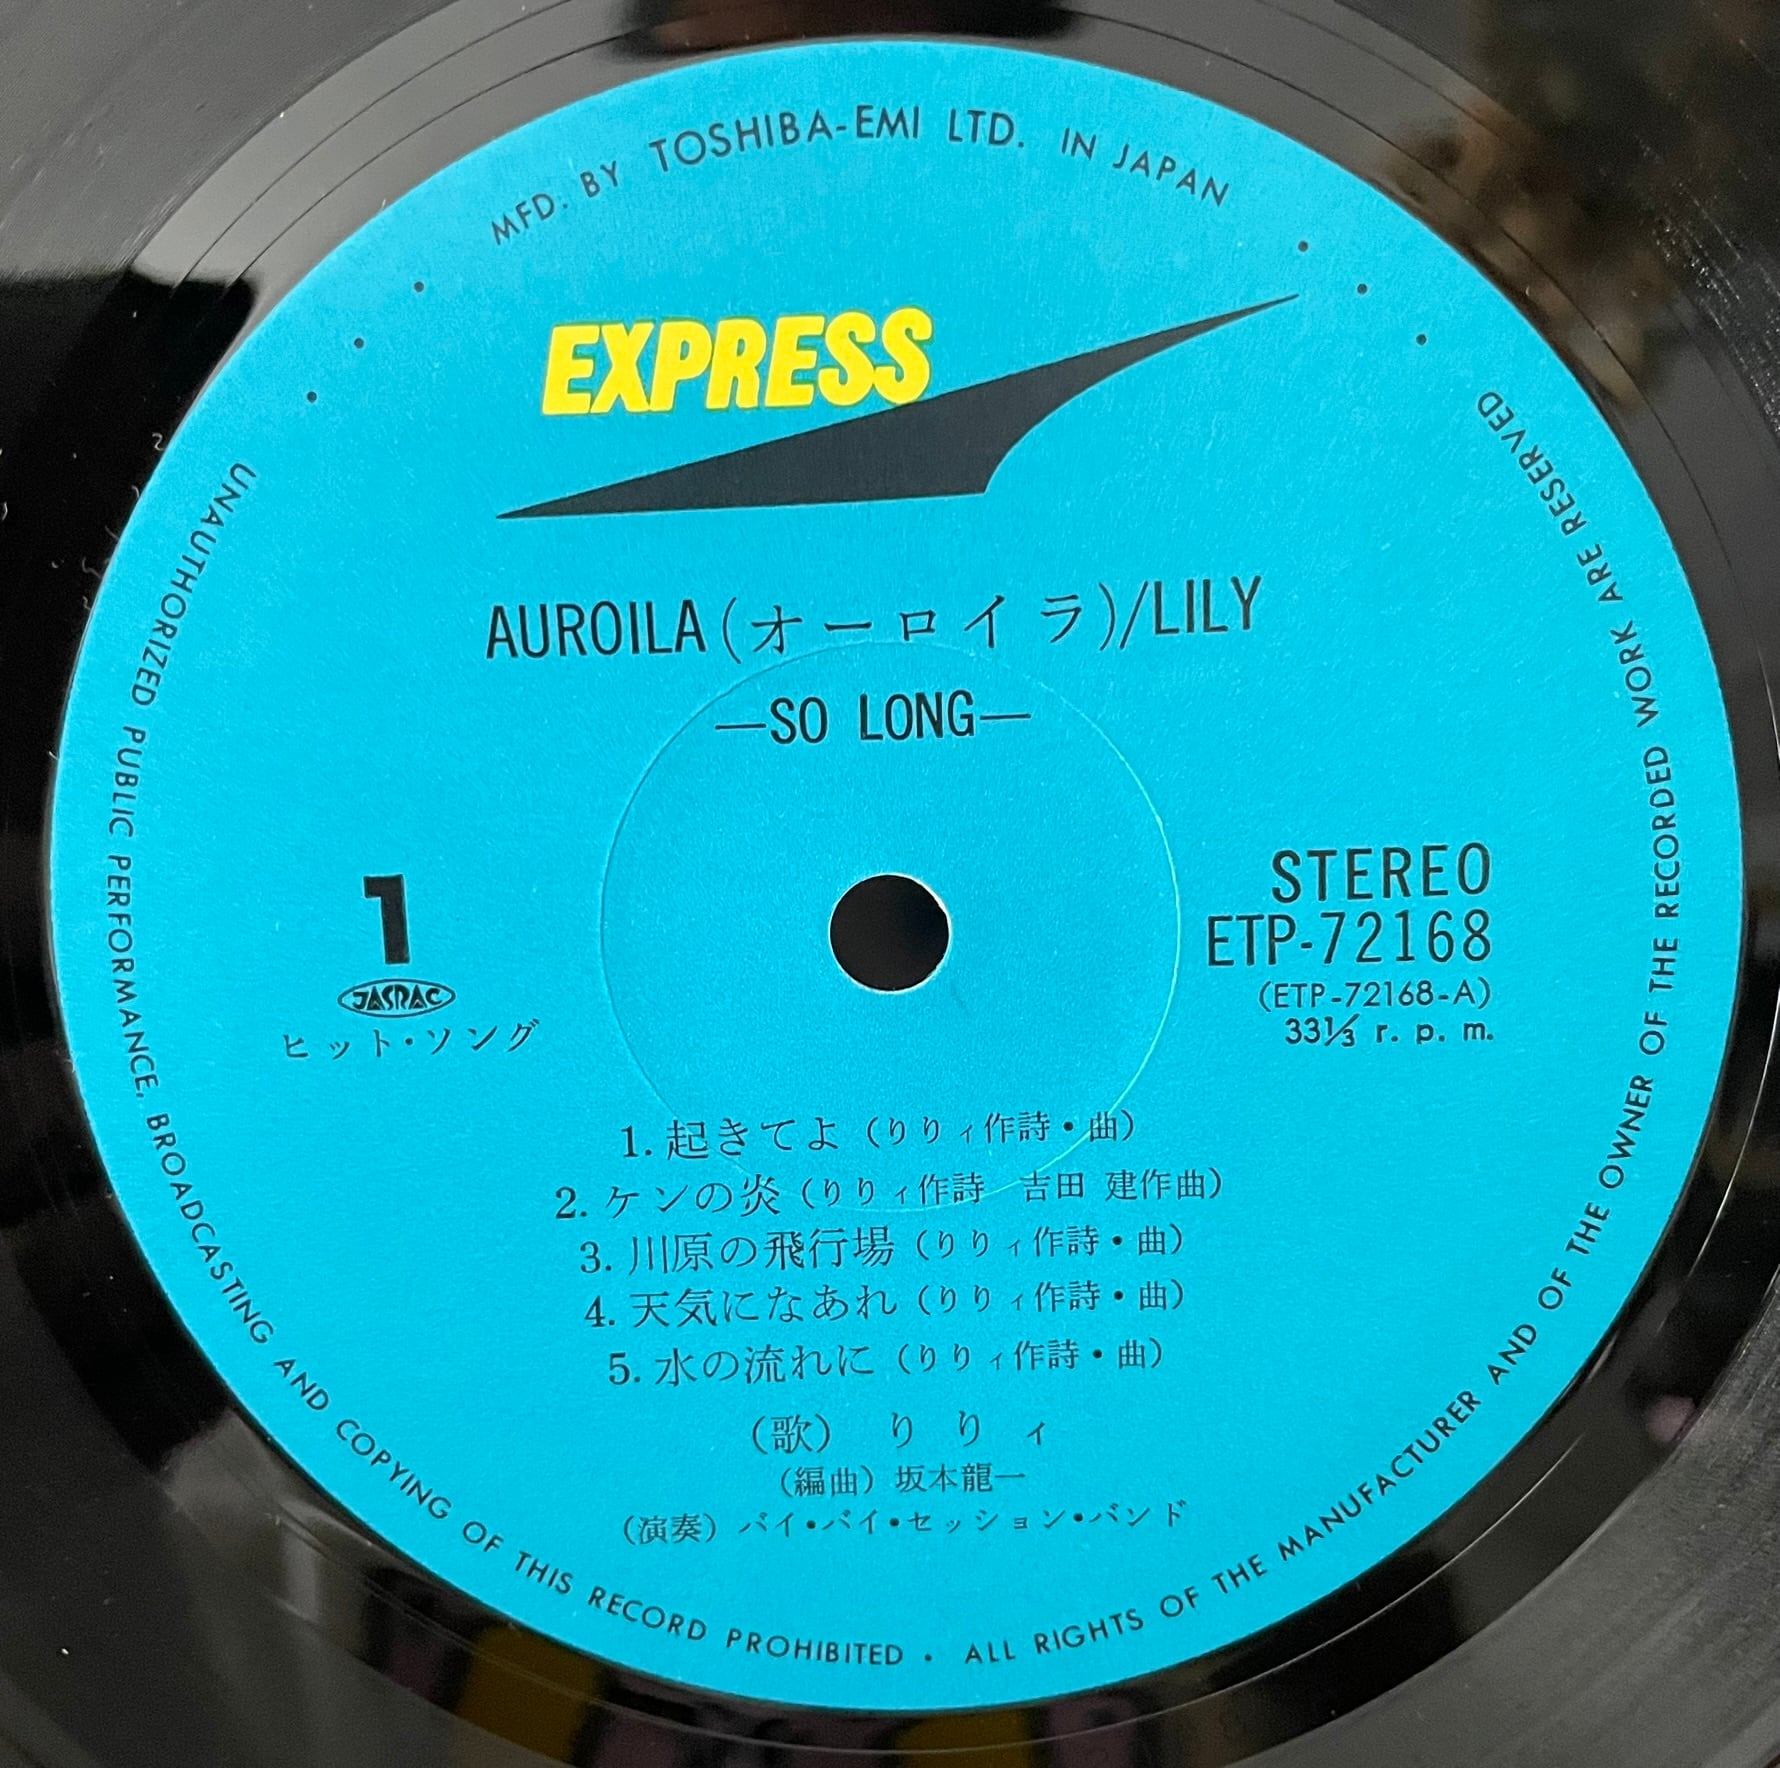 MFD. BY TOSHIBA-EMI LTD. IN JAPAN
EXPRESS
AUROILA(オーロイラ)/LILY
—SO LONG—
1
JASRAC
ヒット・ソング
STEREO
ETP-72168
(ETP-72168-A)
33⅓ r. p. m.
1. 起きてよ（りりィ作詩・曲）
2. ケンの炎（りりィ作詩 吉田 建作曲）
3. 川原の飛行場（りりィ作詩・曲）
4. 天気になあれ（りりィ作詩・曲）
5. 水の流れに（りりィ作詩・曲）
（歌） りりィ
（編曲）坂本龍一
（演奏）バイ・バイ・セッション・バンド
UNAUTHORIZED PUBLIC PERFORMANCE, BROADCASTING AND COPYING OF THIS RECORD PROHIBITED • ALL RIGHTS OF THE MANUFACTURER AND OF THE OWNER OF THE RECORDED WORK ARE RESERVED